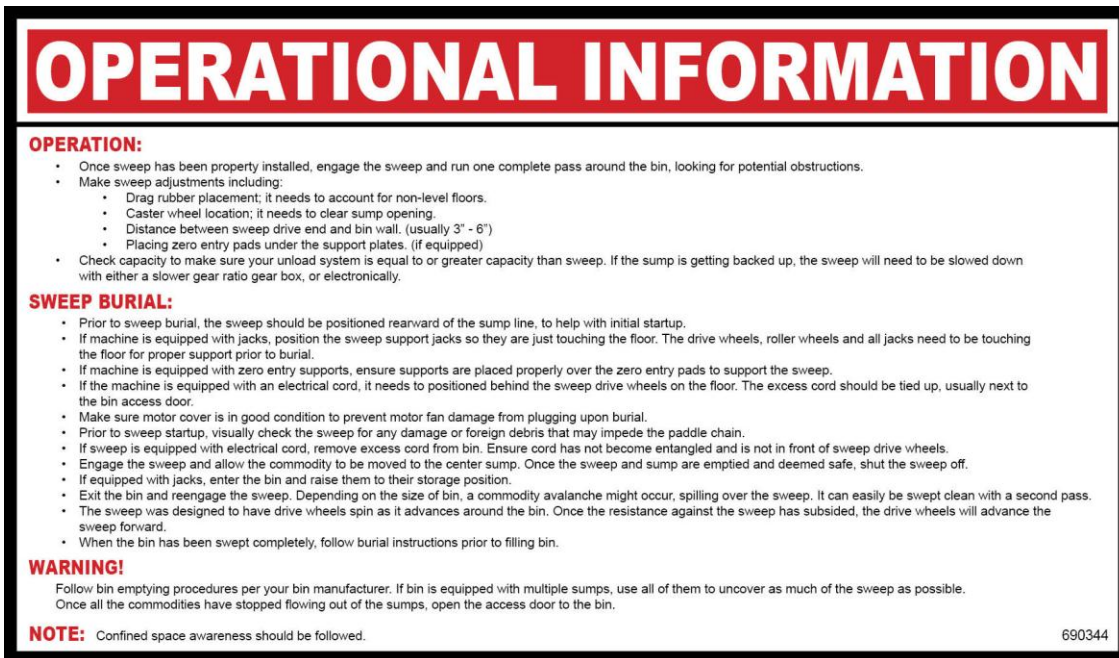 OPERATIONAL INFORMATION
OPERATION:
• Once sweep has been property installed, engage the sweep and run one complete pass around the bin, looking for potential obstructions.
• Make sweep adjustments including:
• Drag rubber placement; it needs to account for non-level floors.
• Caster wheel location; it needs to clear sump opening.
• Distance between sweep drive end and bin wall. (usually 3" - 6")
• Placing zero entry pads under the support plates. (if equipped)
• Check capacity to make sure your unload system is equal to or greater capacity than sweep. If the sump is getting backed up, the sweep will need to be slowed down
with either a slower gear ratio gear box, or electronically.
SWEEP BURIAL:
• Prior to sweep burial, the sweep should be positioned rearward of the sump line, to help with initial startup.
• If machine is equipped with jacks, position the sweep support jacks so they are just touching the floor. The drive wheels, roller wheels and all jacks need to be touching
the floor for proper support prior to burial.
• If machine is equipped with zero entry supports, ensure supports are placed properly over the zero entry pads to support the sweep.
• If the machine is equipped with an electrical cord, it needs to positioned behind the sweep drive wheels on the floor. The excess cord should be tied up, usually next to
the bin access door.
• Make sure motor cover is in good condition to prevent motor fan damage from plugging upon burial.
• Prior to sweep startup, visually check the sweep for any damage or foreign debris that may impede the paddle chain.
• If sweep is equipped with electrical cord, remove excess cord from bin. Ensure cord has not become entangled and is not in front of sweep drive wheels.
• Engage the sweep and allow the commodity to be moved to the center sump. Once the sweep and sump are emptied and deemed safe, shut the sweep off.
• If equipped with jacks, enter the bin and raise them to their storage position.
• Exit the bin and reengage the sweep. Depending on the size of bin, a commodity avalanche might occur, spilling over the sweep. It can easily be swept clean with a second pass.
• The sweep was designed to have drive wheels spin as it advances around the bin. Once the resistance against the sweep has subsided, the drive wheels will advance the
sweep forward.
• When the bin has been swept completely, follow burial instructions prior to filling bin.
WARNING!
Follow bin emptying procedures per your bin manufacturer. If bin is equipped with multiple sumps, use all of them to uncover as much of the sweep as possible.
Once all the commodities have stopped flowing out of the sumps, open the access door to the bin.
NOTE: Confined space awareness should be followed. 690344